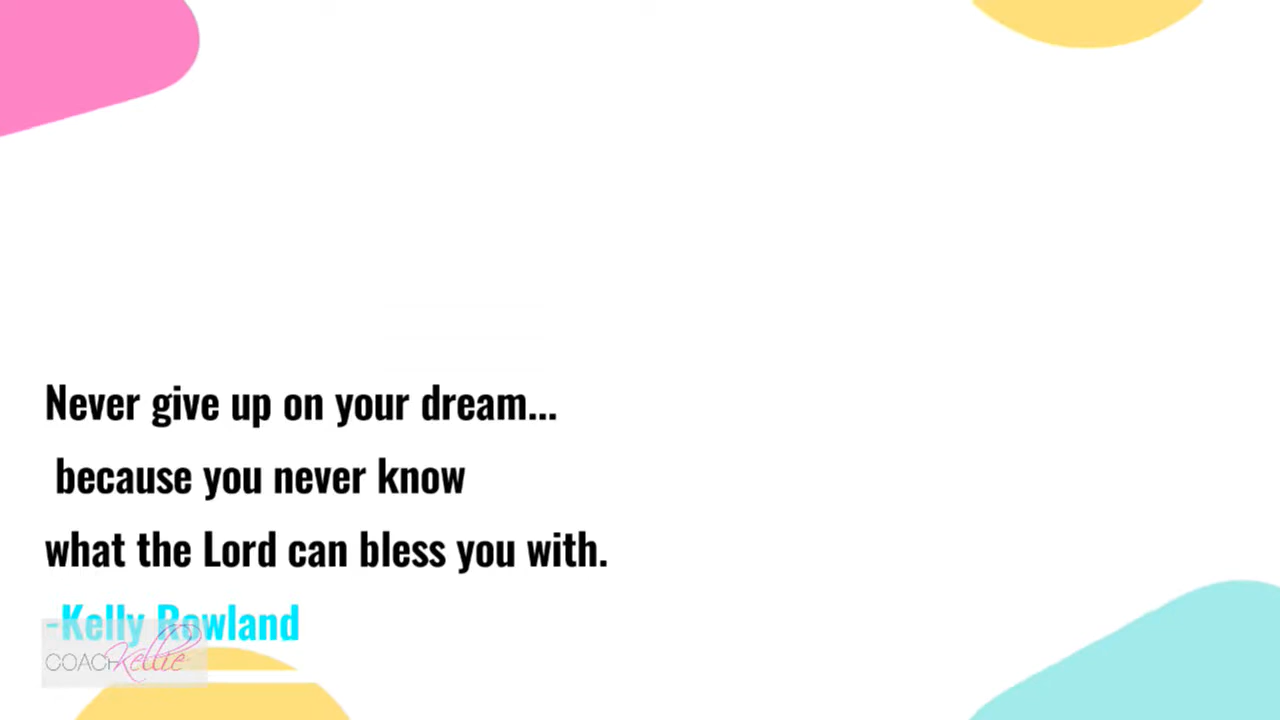 Never give up on your dream...
because you never know
what the Lord can bless you with.
-Kelly Rowland
COACH Kellie